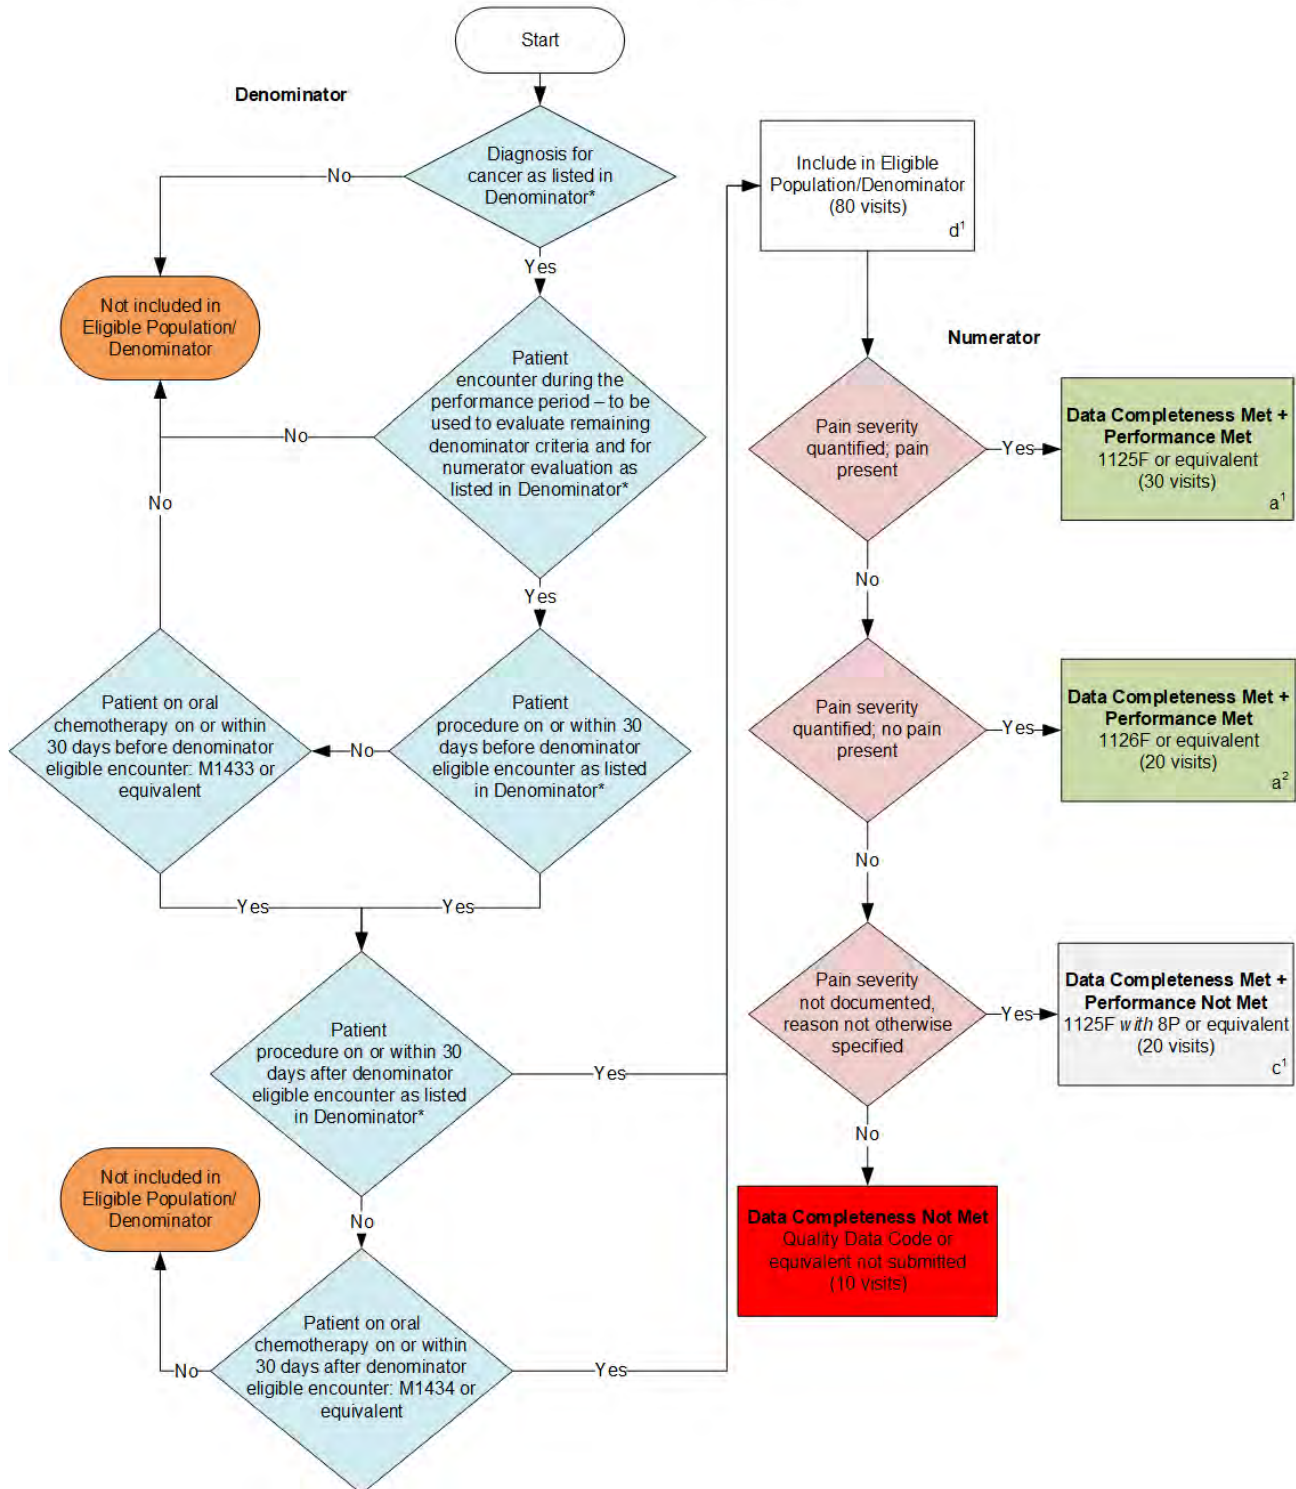 Start
Denominator
Diagnosis for
cancer as listed in
Denominator*
No
Yes
Not included in
Eligible Population/
Denominator
Patient
encounter during the
performance period – to be
used to evaluate remaining
denominator criteria and for
numerator evaluation as
listed in Denominator*
No
No
Yes
Patient on oral
chemotherapy on or within
30 days before denominator
eligible encounter: M1433 or
equivalent
No
Patient
procedure on or within 30
days before denominator
eligible encounter as listed
in Denominator*
Yes
Yes
Patient
procedure on or within 30
days after denominator
eligible encounter as listed
in Denominator*
Yes
Not included in
Eligible Population/
Denominator
No
Patient on oral
chemotherapy on or within
30 days after denominator
eligible encounter: M1434 or
equivalent
No
Yes
Include in Eligible
Population/Denominator
(80 visits)
d¹
Numerator
Pain severity
quantified; pain
present
Yes
Data Completeness Met +
Performance Met
1125F or equivalent
(30 visits)
a¹
No
Pain severity
quantified; no pain
present
Yes
Data Completeness Met +
Performance Met
1126F or equivalent
(20 visits)
a²
No
Pain severity
not documented,
reason not otherwise
specified
Yes
Data Completeness Met +
Performance Not Met
1125F with 8P or equivalent
(20 visits)
c¹
No
Data Completeness Not Met
Quality Data Code or
equivalent not submitted
(10 visits)